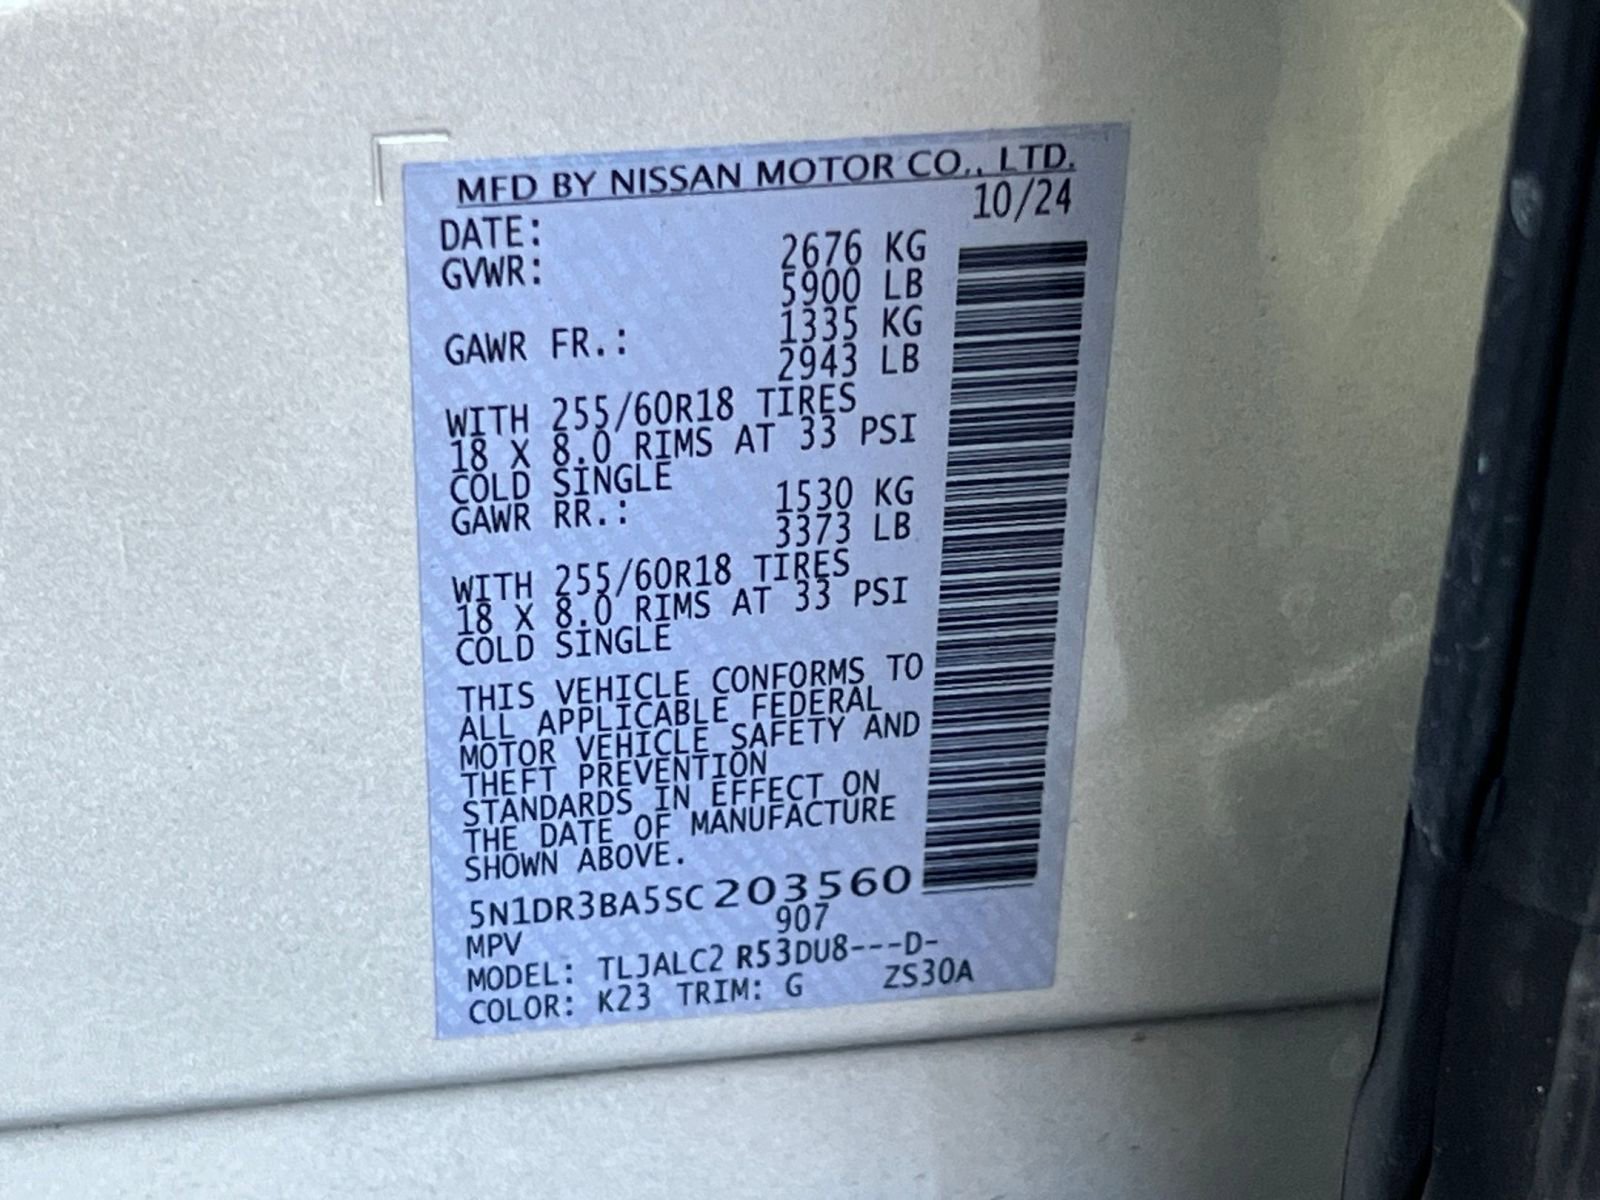 MFD BY NISSAN MOTOR CO., LTD.
DATE: 10/24
GVWR: 2676 KG
5900 LB
GAWR FR.: 1335 KG
2943 LB
WITH 255/60R18 TIRES
18 X 8.0 RIMS AT 33 PSI
COLD SINGLE
GAWR RR.: 1530 KG
3373 LB
WITH 255/60R18 TIRES
18 X 8.0 RIMS AT 33 PSI
COLD SINGLE
THIS VEHICLE CONFORMS TO
ALL APPLICABLE FEDERAL
MOTOR VEHICLE SAFETY AND
THEFT PREVENTION
STANDARDS IN EFFECT ON
THE DATE OF MANUFACTURE
SHOWN ABOVE.
5N1DR3BA5SC203560
MPV 907
MODEL: TLJALC2 R53DU8---D-
COLOR: K23 TRIM: G ZS30A